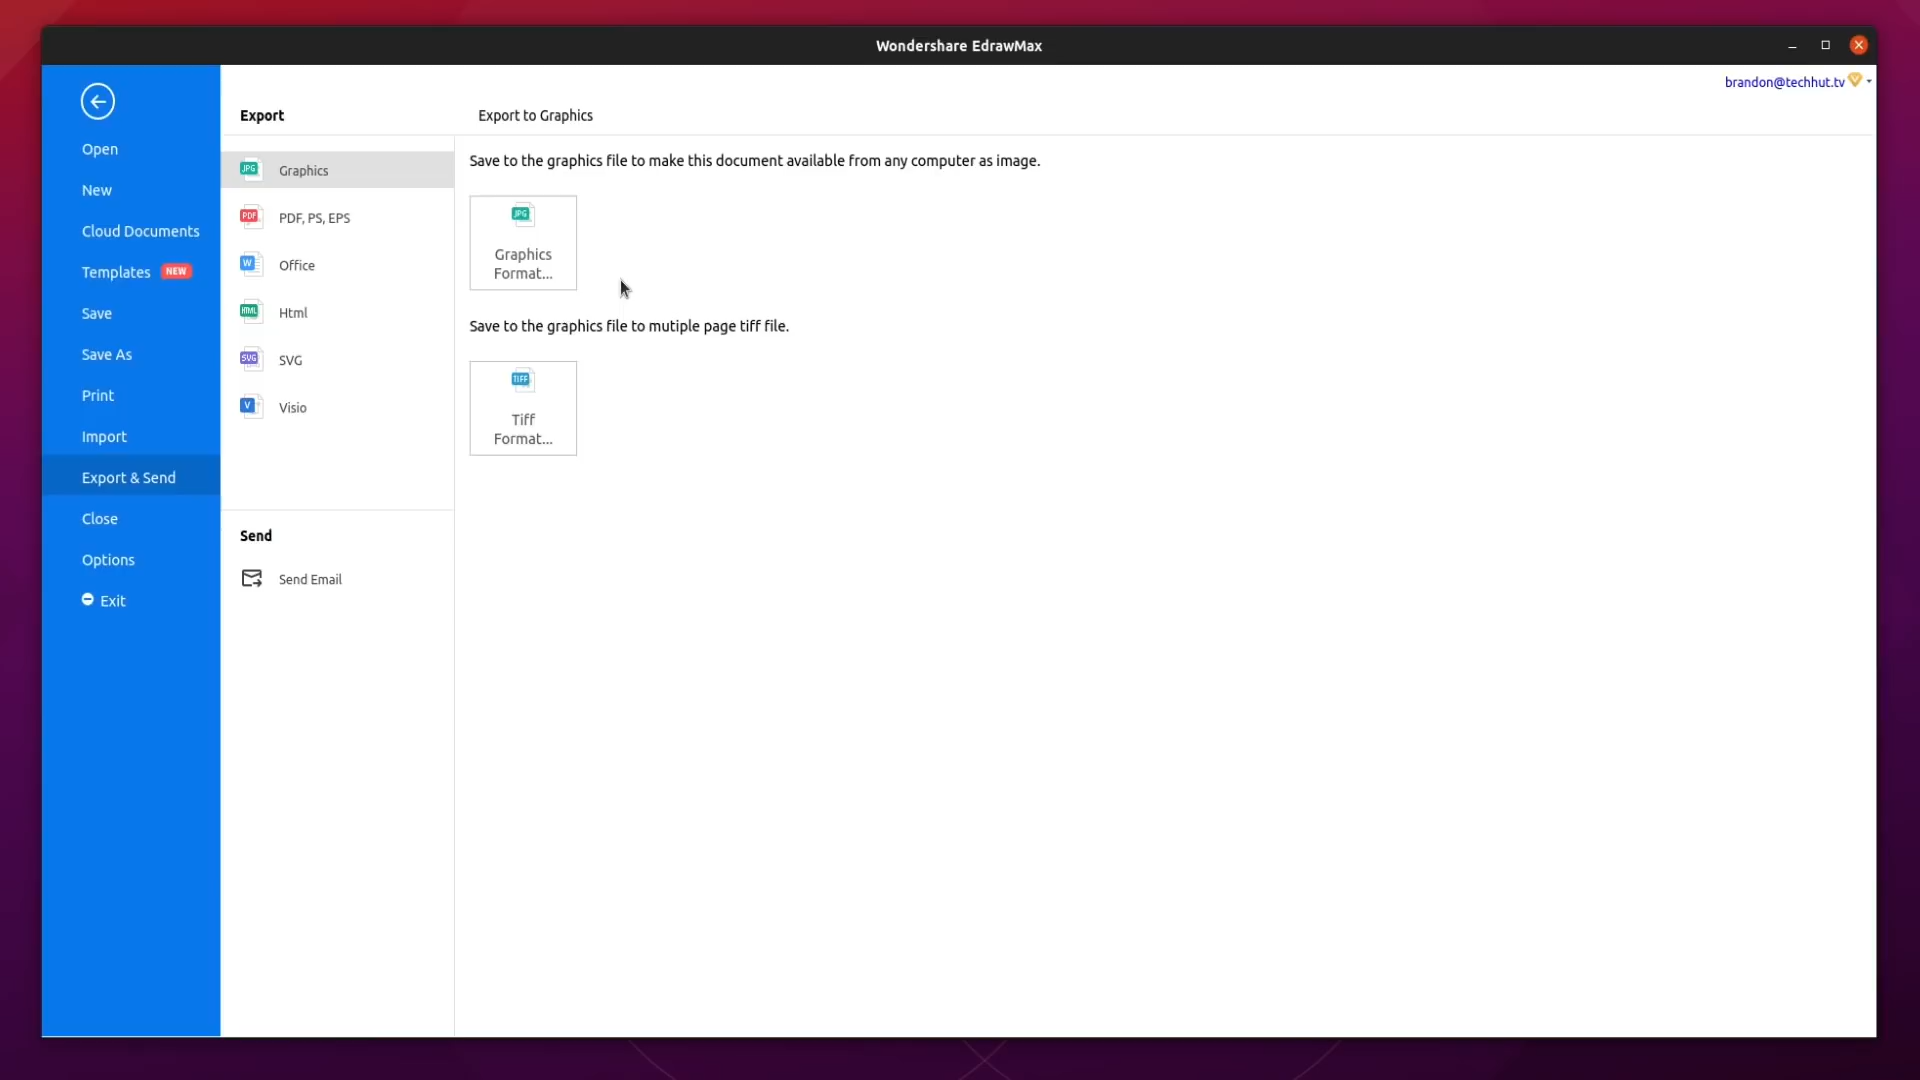 Wondershare EdrawMax
brandon@techhut.tv
Open
New
Cloud Documents
Templates NEW
Save
Save As
Print
Import
Export & Send
Close
Options
Exit
Export
JPG Graphics
PDF PDF, PS, EPS
W Office
HTML Html
SVG SVG
V Visio
Send
Send Email
Export to Graphics
Save to the graphics file to make this document available from any computer as image.
JPG
Graphics
Format...
Save to the graphics file to mutiple page tiff file.
TIFF
Tiff
Format...